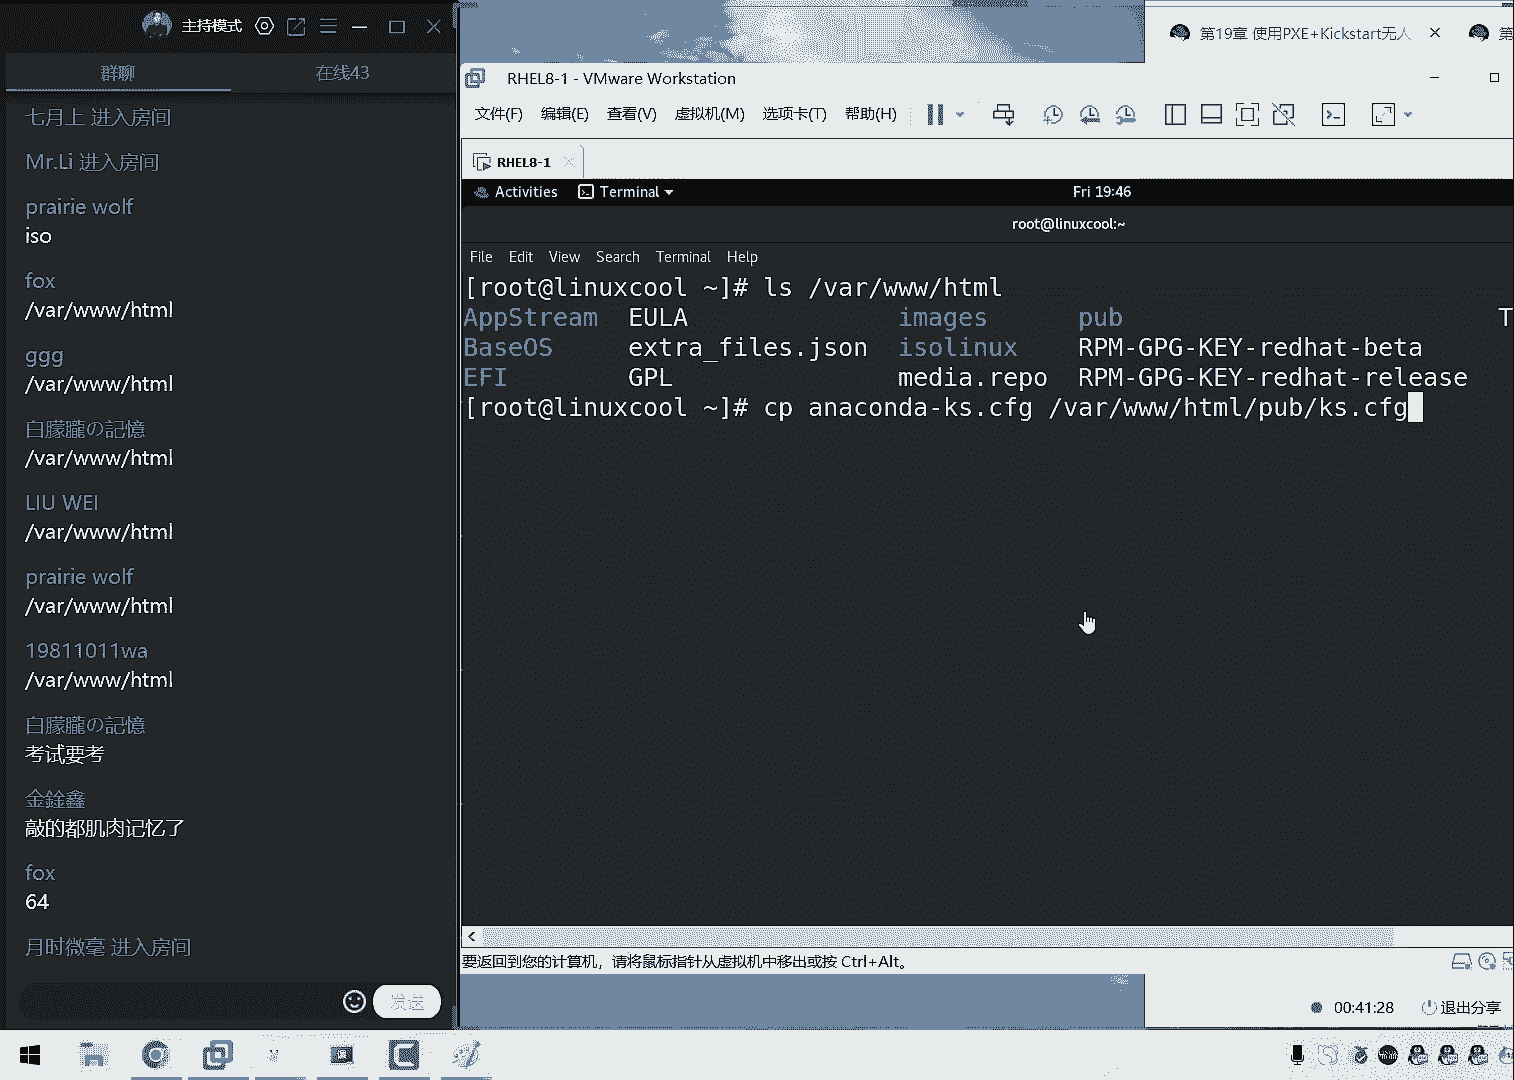 主持模式
群聊
在线43
七月上 进入房间
Mr.Li 进入房间
prairie wolf
iso
fox
/var/www/html
ggg
/var/www/html
白朦朧の記憶
/var/www/html
LIU WEI
/var/www/html
prairie wolf
/var/www/html
19811011wa
/var/www/html
白朦朧の記憶
考试要考
金銓鑫
敲的都肌肉记忆了
fox
64
月时微毫 进入房间
发送
第19章 使用PXE+Kickstart无人
第
RHEL8-1 - VMware Workstation
文件(F) 编辑(E) 查看(V) 虚拟机(M) 选项卡(T) 帮助(H)
RHEL8-1
Activities Terminal Fri 19:46
root@linuxcool:~
File Edit View Search Terminal Help
[root@linuxcool ~]# ls /var/www/html
AppStream EULA images pub T
BaseOS extra_files.json isolinux RPM-GPG-KEY-redhat-beta
EFI GPL media.repo RPM-GPG-KEY-redhat-release
[root@linuxcool ~]# cp anaconda-ks.cfg /var/www/html/pub/ks.cfg
要返回到您的计算机，请将鼠标指针从虚拟机中移出或按 Ctrl+Alt。
00:41:28 退出分享